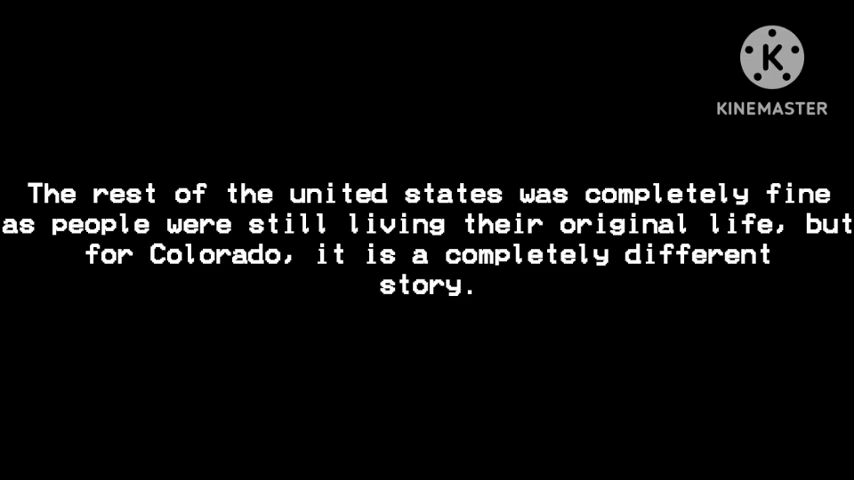 KINEMASTER
The rest of the united states was completely fine
as people were still living their original life, but
for Colorado, it is a completely different
story.